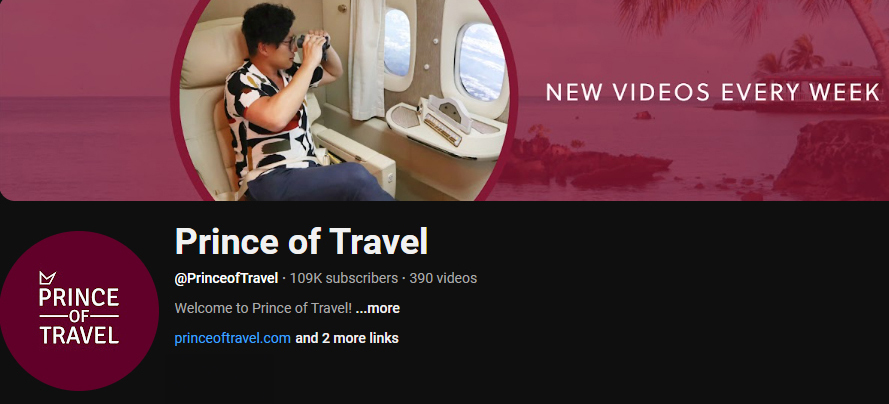 NEW VIDEOS EVERY WEEK
Prince of Travel
@PrinceofTravel · 109K subscribers · 390 videos
Welcome to Prince of Travel! ...more
princeoftravel.com and 2 more links
PRINCE
OF
TRAVEL